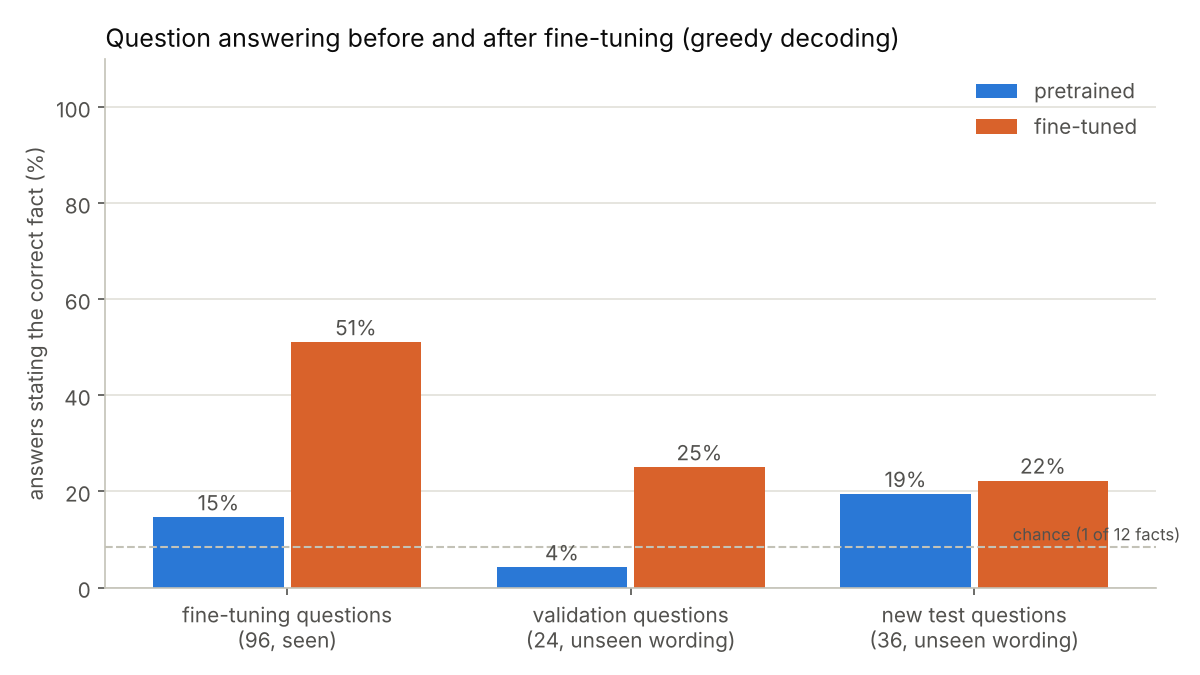 Question answering before and after fine-tuning (greedy decoding)
pretrained
fine-tuned
answers stating the correct fact (%)
100
80
60
40
20
0
15%
51%
4%
25%
19%
22%
chance (1 of 12 facts)
fine-tuning questions
(96, seen)
validation questions
(24, unseen wording)
new test questions
(36, unseen wording)